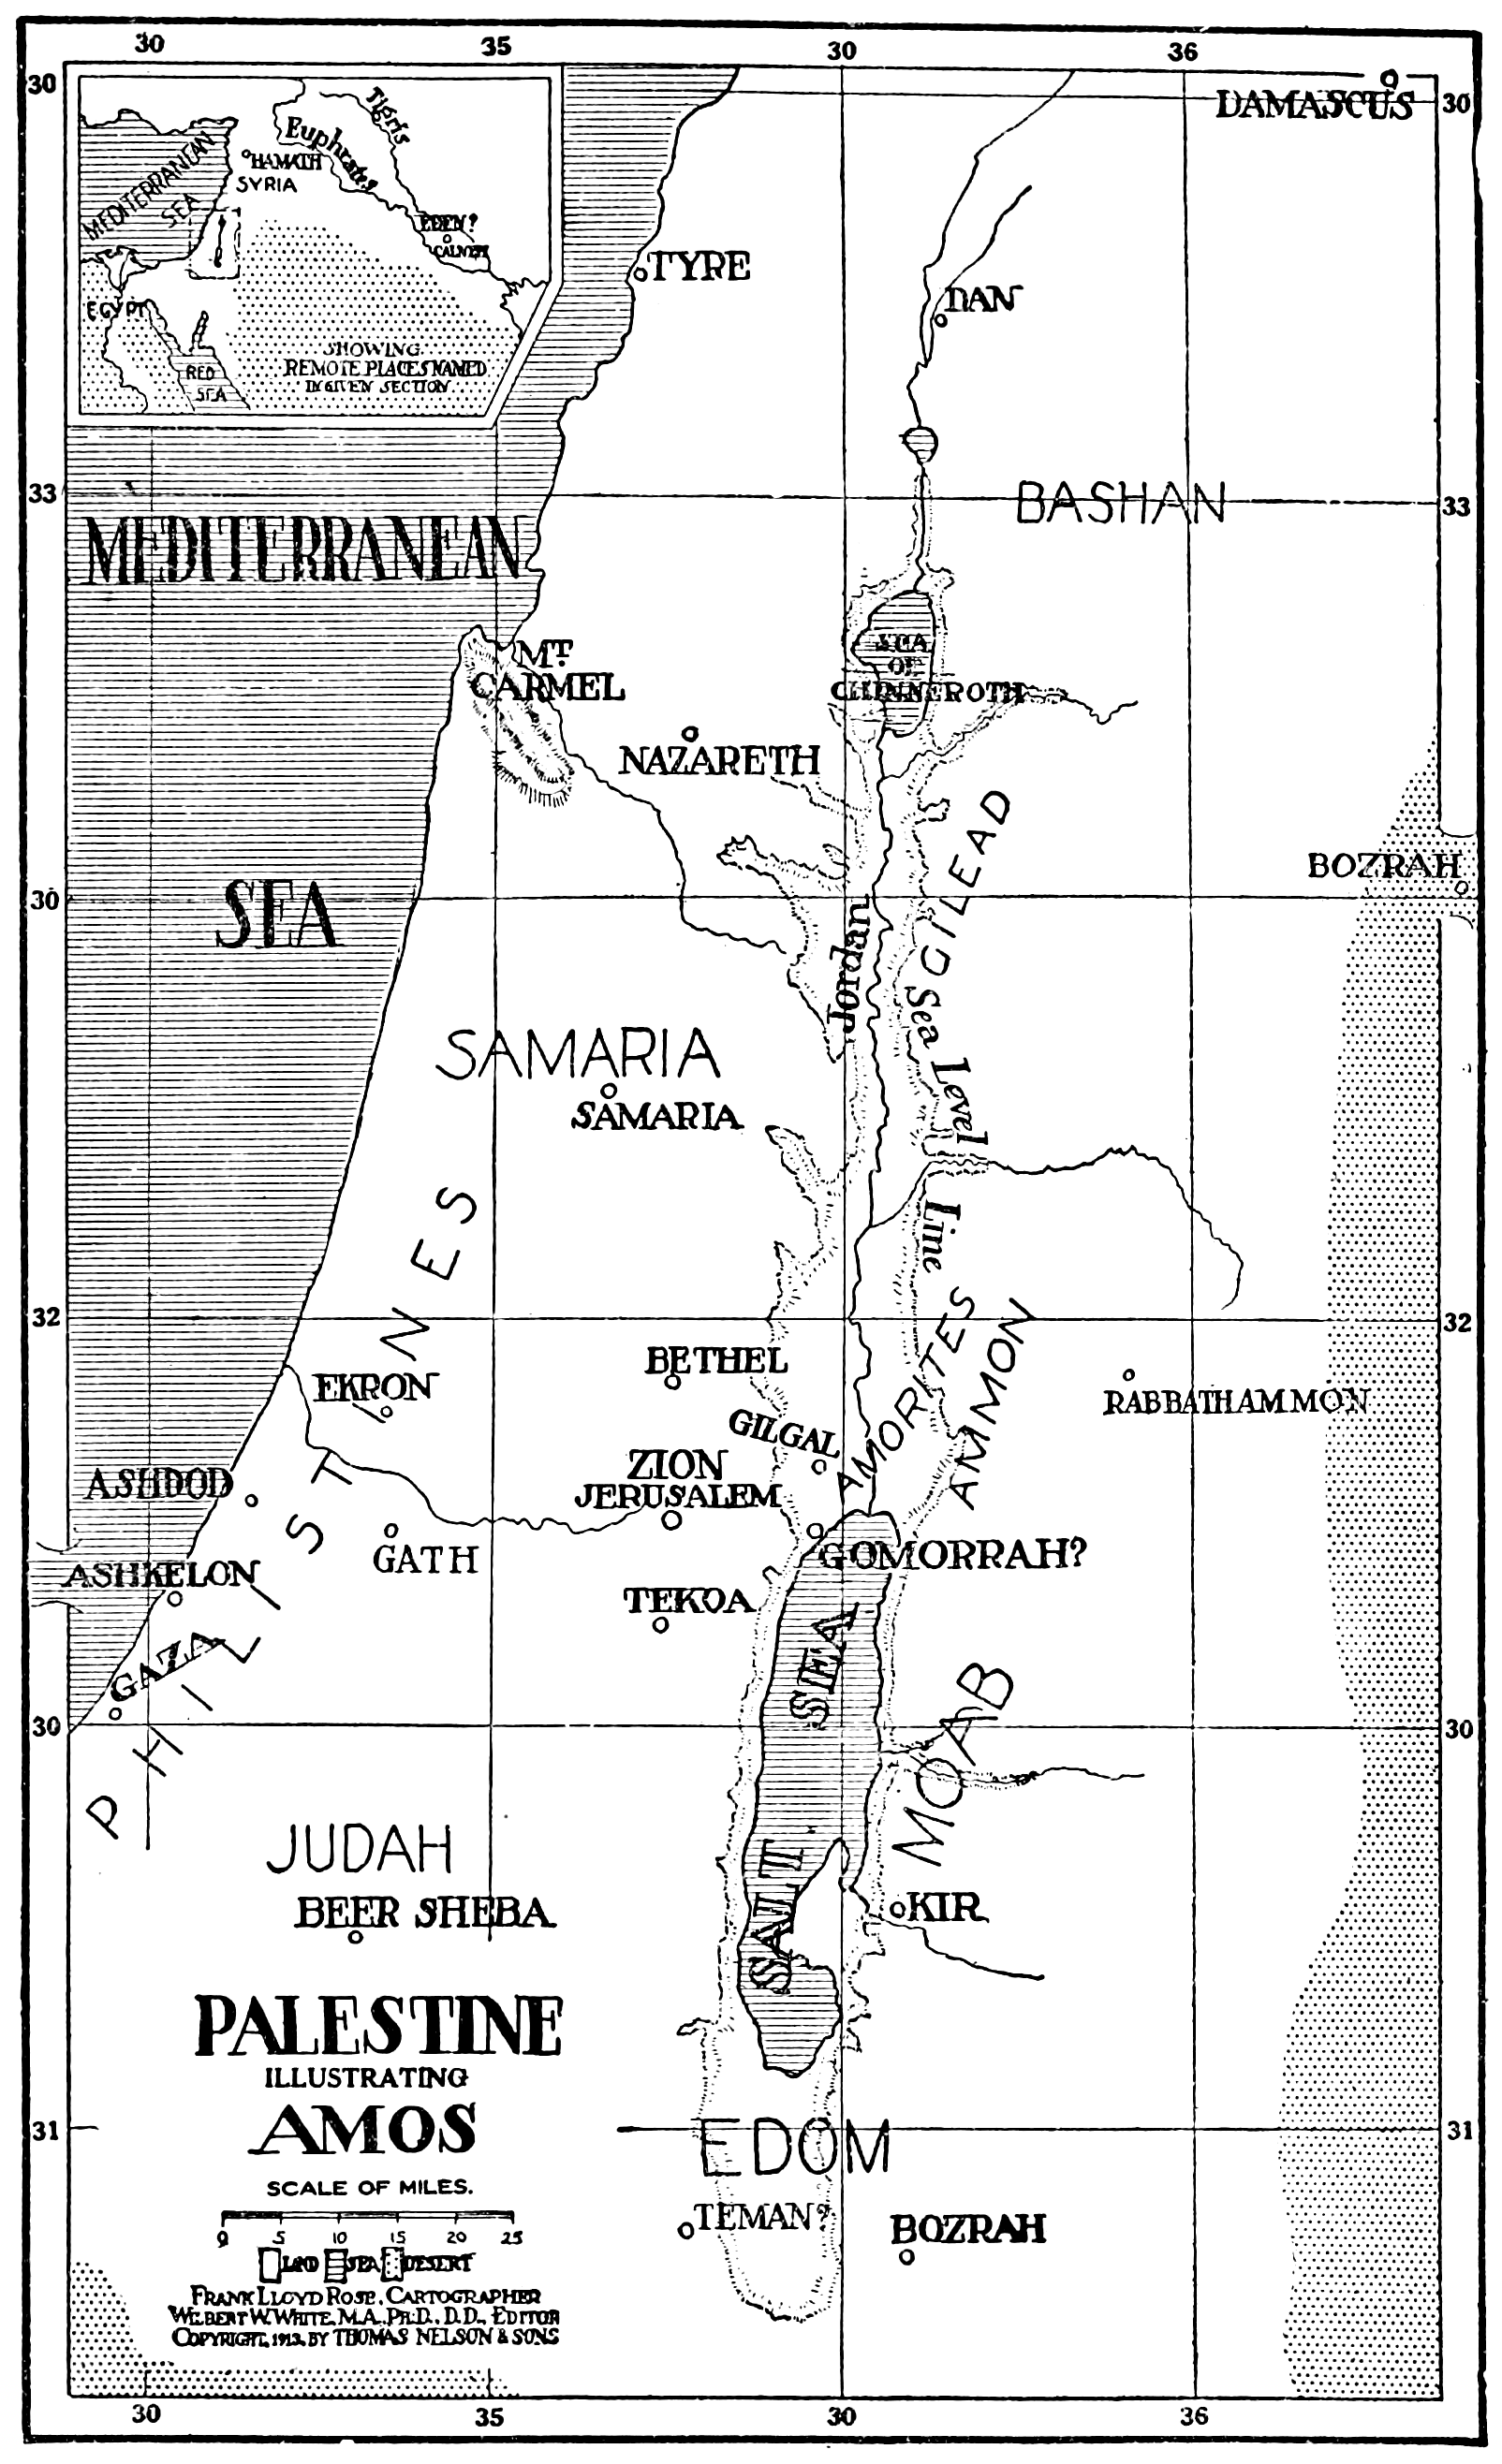 30 35 30 36
30
DAMASCUS
30
Tigris
Euphrates
HAMATH
SYRIA
MEDITERRANEAN
SEA
EDEN?
EGYPT
RED
SEA
SHOWING
REMOTE PLACES NAMED
IN GIVEN SECTION
TYRE
DAN
33
BASHAN
33
MEDITERRANEAN
SEA
MT.
CARMEL
SEA
OF
CHINNEROTH
NAZARETH
GILEAD
BOZRAH
30
Jordan
Sea Level Line
SAMARIA
SAMARIA
PHILISTINES
32
32
BETHEL
EKRON
AMORITES
AMMON
RABBATHAMMON
GILGAL
ZION
JERUSALEM
ASHDOD
GATH
GOMORRAH?
ASHKELON
TEKOA
GAZA
SALT SEA
MOAB
30
30
JUDAH
BEER SHEBA
KIR
PALESTINE
ILLUSTRATING
AMOS
31
31
EDOM
SCALE OF MILES.
0 5 10 15 20 25
LAND SEA DESERT
TEMAN?
BOZRAH
FRANK LLOYD ROSE, CARTOGRAPHER
WILBERT W. WHITE, M.A., PH.D., D.D., EDITOR
COPYRIGHT, 1913, BY THOMAS NELSON & SONS
30 35 30 36